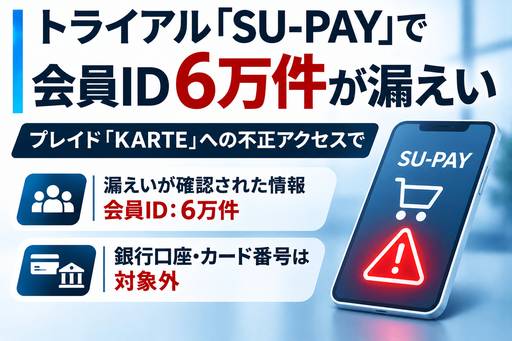 トライアル「SU-PAY」で
会員ID6万件が漏えい
プレイド「KARTE」への不正アクセスで
漏えいが確認された情報
会員ID：6万件
銀行口座・カード番号は
対象外
SU-PAY